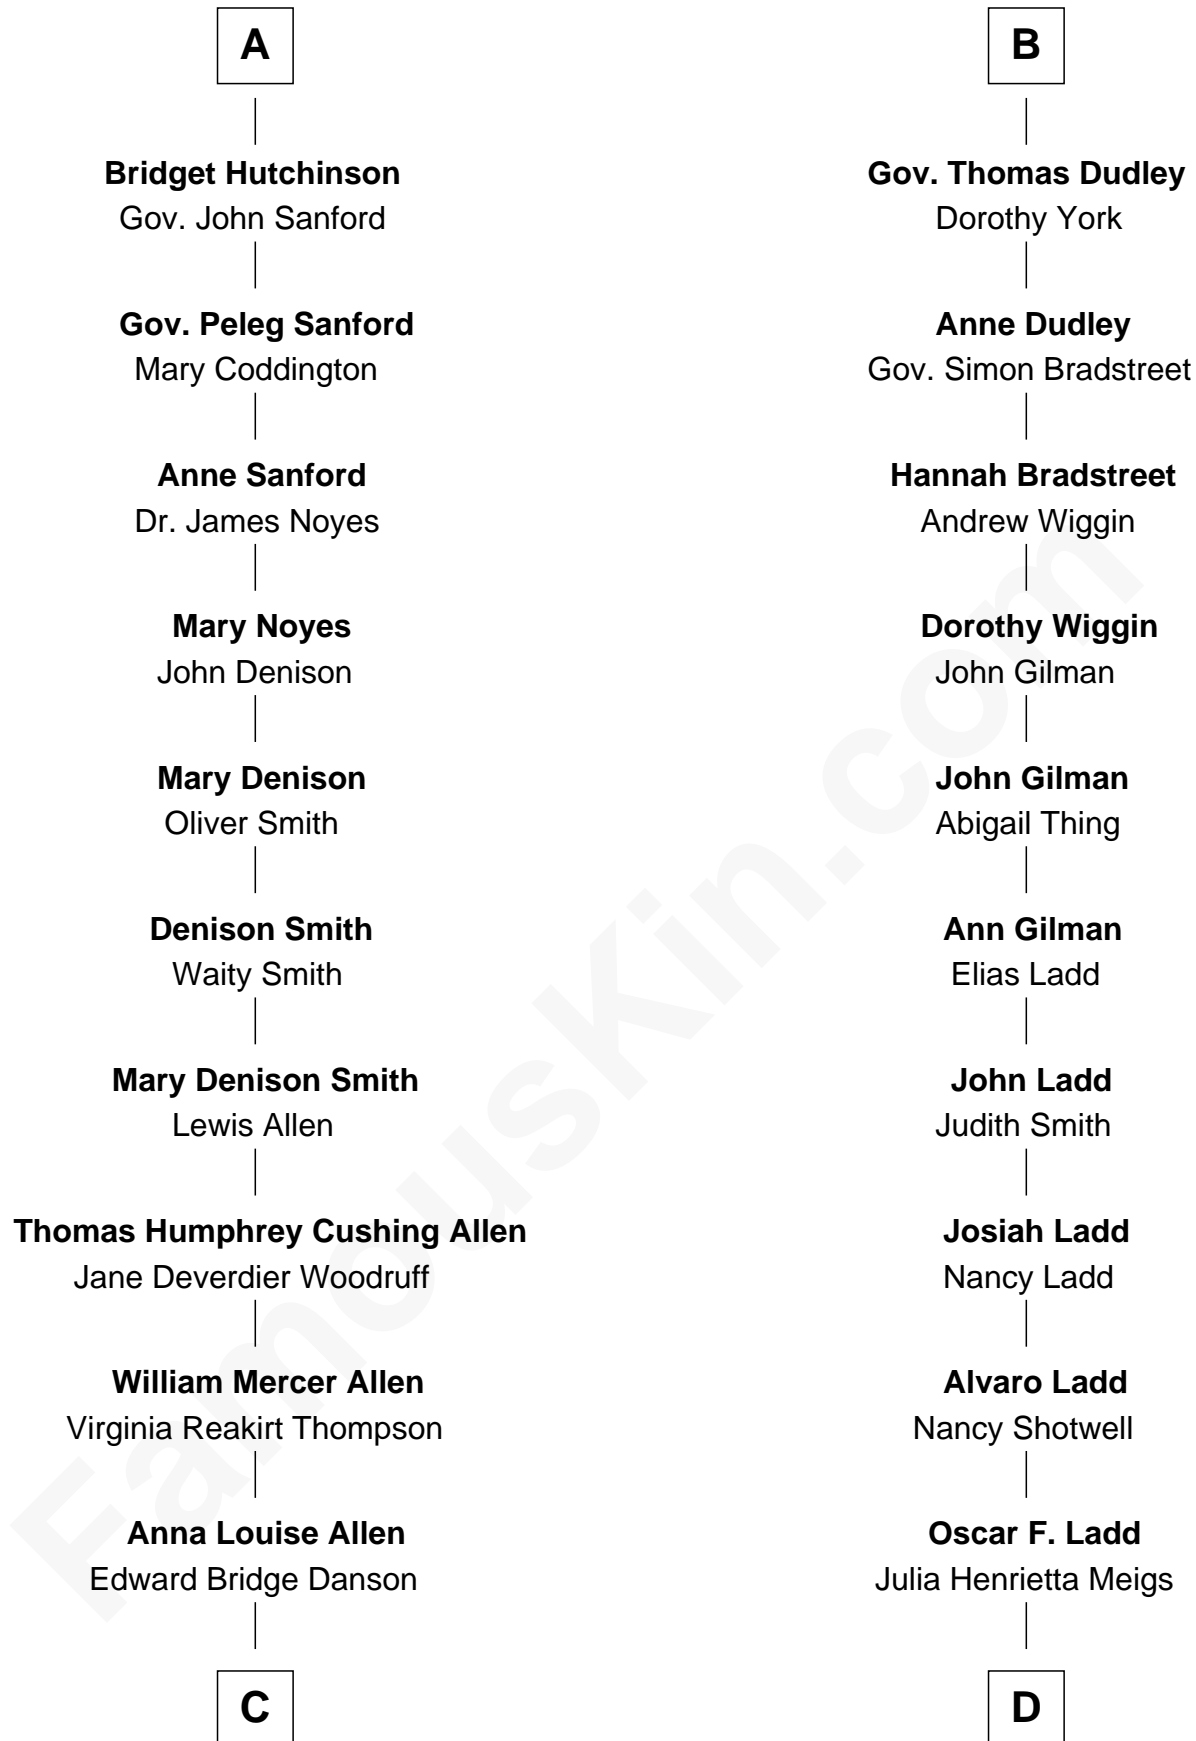 A
Bridget Hutchinson
Gov. John Sanford
Gov. Peleg Sanford
Mary Coddington
Anne Sanford
Dr. James Noyes
Mary Noyes
John Denison
Mary Denison
Oliver Smith
Denison Smith
Waity Smith
Mary Denison Smith
Lewis Allen
Thomas Humphrey Cushing Allen
Jane Deverdier Woodruff
William Mercer Allen
Virginia Reakirt Thompson
Anna Louise Allen
Edward Bridge Danson
C
B
Gov. Thomas Dudley
Dorothy York
Anne Dudley
Gov. Simon Bradstreet
Hannah Bradstreet
Andrew Wiggin
Dorothy Wiggin
John Gilman
John Gilman
Abigail Thing
Ann Gilman
Elias Ladd
John Ladd
Judith Smith
Josiah Ladd
Nancy Ladd
Alvaro Ladd
Nancy Shotwell
Oscar F. Ladd
Julia Henrietta Meigs
D
FamousKin.com